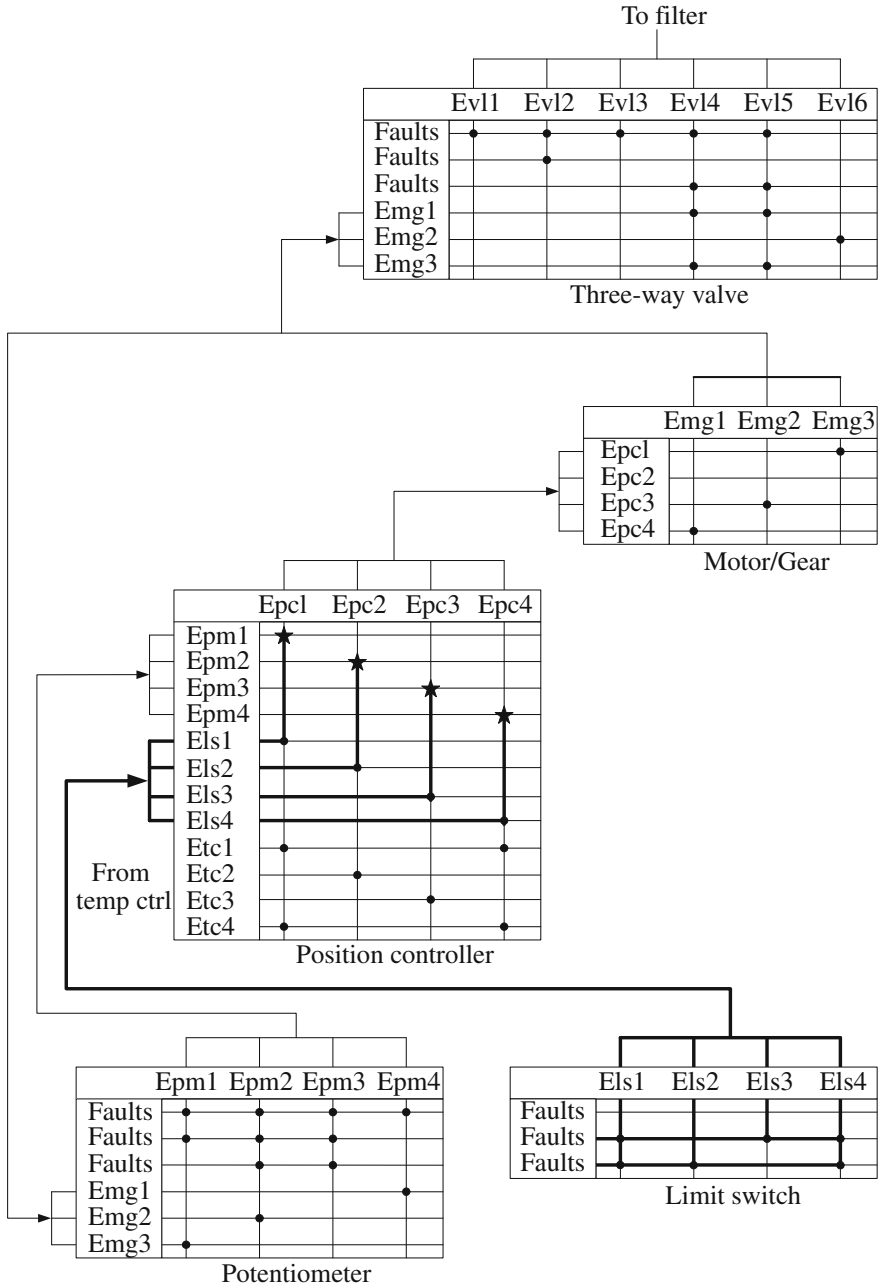 To filter
Evl1 Evl2 Evl3 Evl4 Evl5 Evl6
Faults
Faults
Faults
Emg1
Emg2
Emg3
Three-way valve
Emg1 Emg2 Emg3
Epcl
Epc2
Epc3
Epc4
Motor/Gear
Epcl Epc2 Epc3 Epc4
Epm1
Epm2
Epm3
Epm4
Els1
Els2
Els3
Els4
Etc1
Etc2
Etc3
Etc4
From
temp ctrl
Position controller
Epm1 Epm2 Epm3 Epm4
Faults
Faults
Faults
Emg1
Emg2
Emg3
Potentiometer
Els1 Els2 Els3 Els4
Faults
Faults
Faults
Limit switch